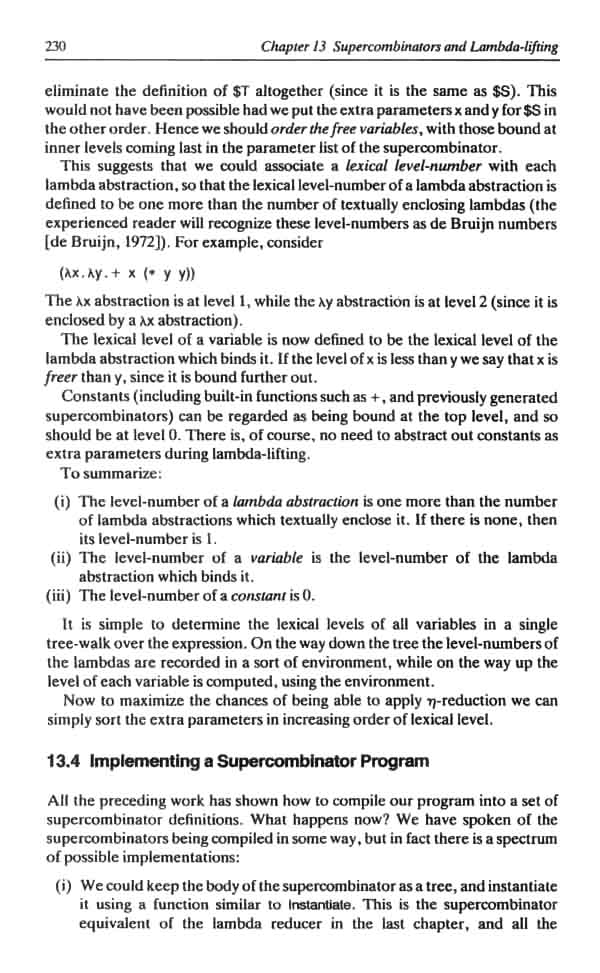 230 Chapter 13 Supercombinators and Lambda-lifting
eliminate the definition of $T altogether (since it is the same as $S). This
would not have been possible had we put the extra parameters x and y for $S in
the other order. Hence we should order the free variables, with those bound at
inner levels coming last in the parameter list of the supercombinator.
This suggests that we could associate a lexical level-number with each
lambda abstraction, so that the lexical level-number of a lambda abstraction is
defined to be one more than the number of textually enclosing lambdas (the
experienced reader will recognize these level-numbers as de Bruijn numbers
[de Bruijn, 1972]). For example, consider
(λx.λy.+ x (* y y))
The λx abstraction is at level 1, while the λy abstraction is at level 2 (since it is
enclosed by a λx abstraction).
The lexical level of a variable is now defined to be the lexical level of the
lambda abstraction which binds it. If the level of x is less than y we say that x is
freer than y, since it is bound further out.
Constants (including built-in functions such as +, and previously generated
supercombinators) can be regarded as being bound at the top level, and so
should be at level 0. There is, of course, no need to abstract out constants as
extra parameters during lambda-lifting.
To summarize:
(i) The level-number of a lambda abstraction is one more than the number
of lambda abstractions which textually enclose it. If there is none, then
its level-number is 1.
(ii) The level-number of a variable is the level-number of the lambda
abstraction which binds it.
(iii) The level-number of a constant is 0.
It is simple to determine the lexical levels of all variables in a single
tree-walk over the expression. On the way down the tree the level-numbers of
the lambdas are recorded in a sort of environment, while on the way up the
level of each variable is computed, using the environment.
Now to maximize the chances of being able to apply η-reduction we can
simply sort the extra parameters in increasing order of lexical level.
13.4 Implementing a Supercombinator Program
All the preceding work has shown how to compile our program into a set of
supercombinator definitions. What happens now? We have spoken of the
supercombinators being compiled in some way, but in fact there is a spectrum
of possible implementations:
(i) We could keep the body of the supercombinator as a tree, and instantiate
it using a function similar to Instantiate. This is the supercombinator
equivalent of the lambda reducer in the last chapter, and all the